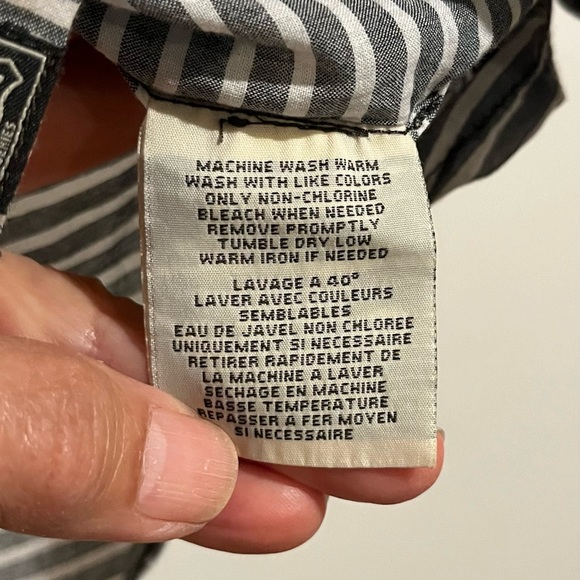 MACHINE WASH WARM
WASH WITH LIKE COLORS
ONLY NON-CHLORINE
BLEACH WHEN NEEDED
REMOVE PROMPTLY
TUMBLE DRY LOW
WARM IRON IF NEEDED
LAVAGE A 40°
LAVER AVEC COULEURS
SEMBLABLES
EAU DE JAVEL NON CHLOREE
UNIQUEMENT SI NECESSAIRE
RETIRER RAPIDEMENT DE
LA MACHINE A LAVER
SECHAGE EN MACHINE
BASSE TEMPERATURE
REPASSER A FER MOYEN
SI NECESSAIRE